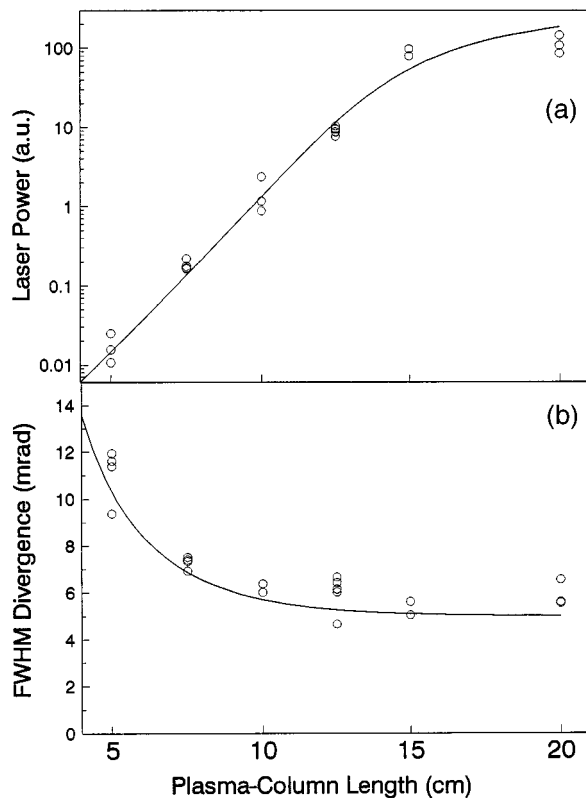 100
10
1
0.1
0.01
Laser Power (a.u.)
(a)
14
12
10
8
6
4
2
0
FWHM Divergence (mrad)
(b)
5 10 15 20
Plasma-Column Length (cm)